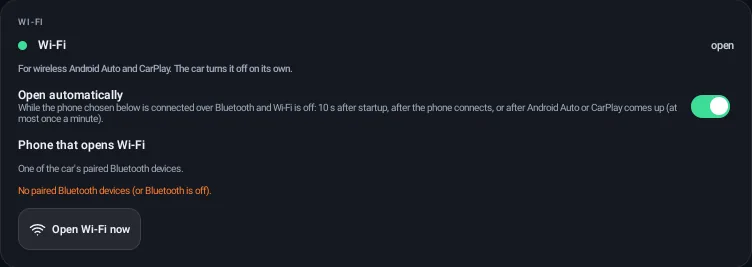 WI-FI
Wi-Fi
open
For wireless Android Auto and CarPlay. The car turns it off on its own.
Open automatically
While the phone chosen below is connected over Bluetooth and Wi-Fi is off: 10 s after startup, after the phone connects, or after Android Auto or CarPlay comes up (at
most once a minute).
Phone that opens Wi-Fi
One of the car's paired Bluetooth devices.
No paired Bluetooth devices (or Bluetooth is off).
Open Wi-Fi now